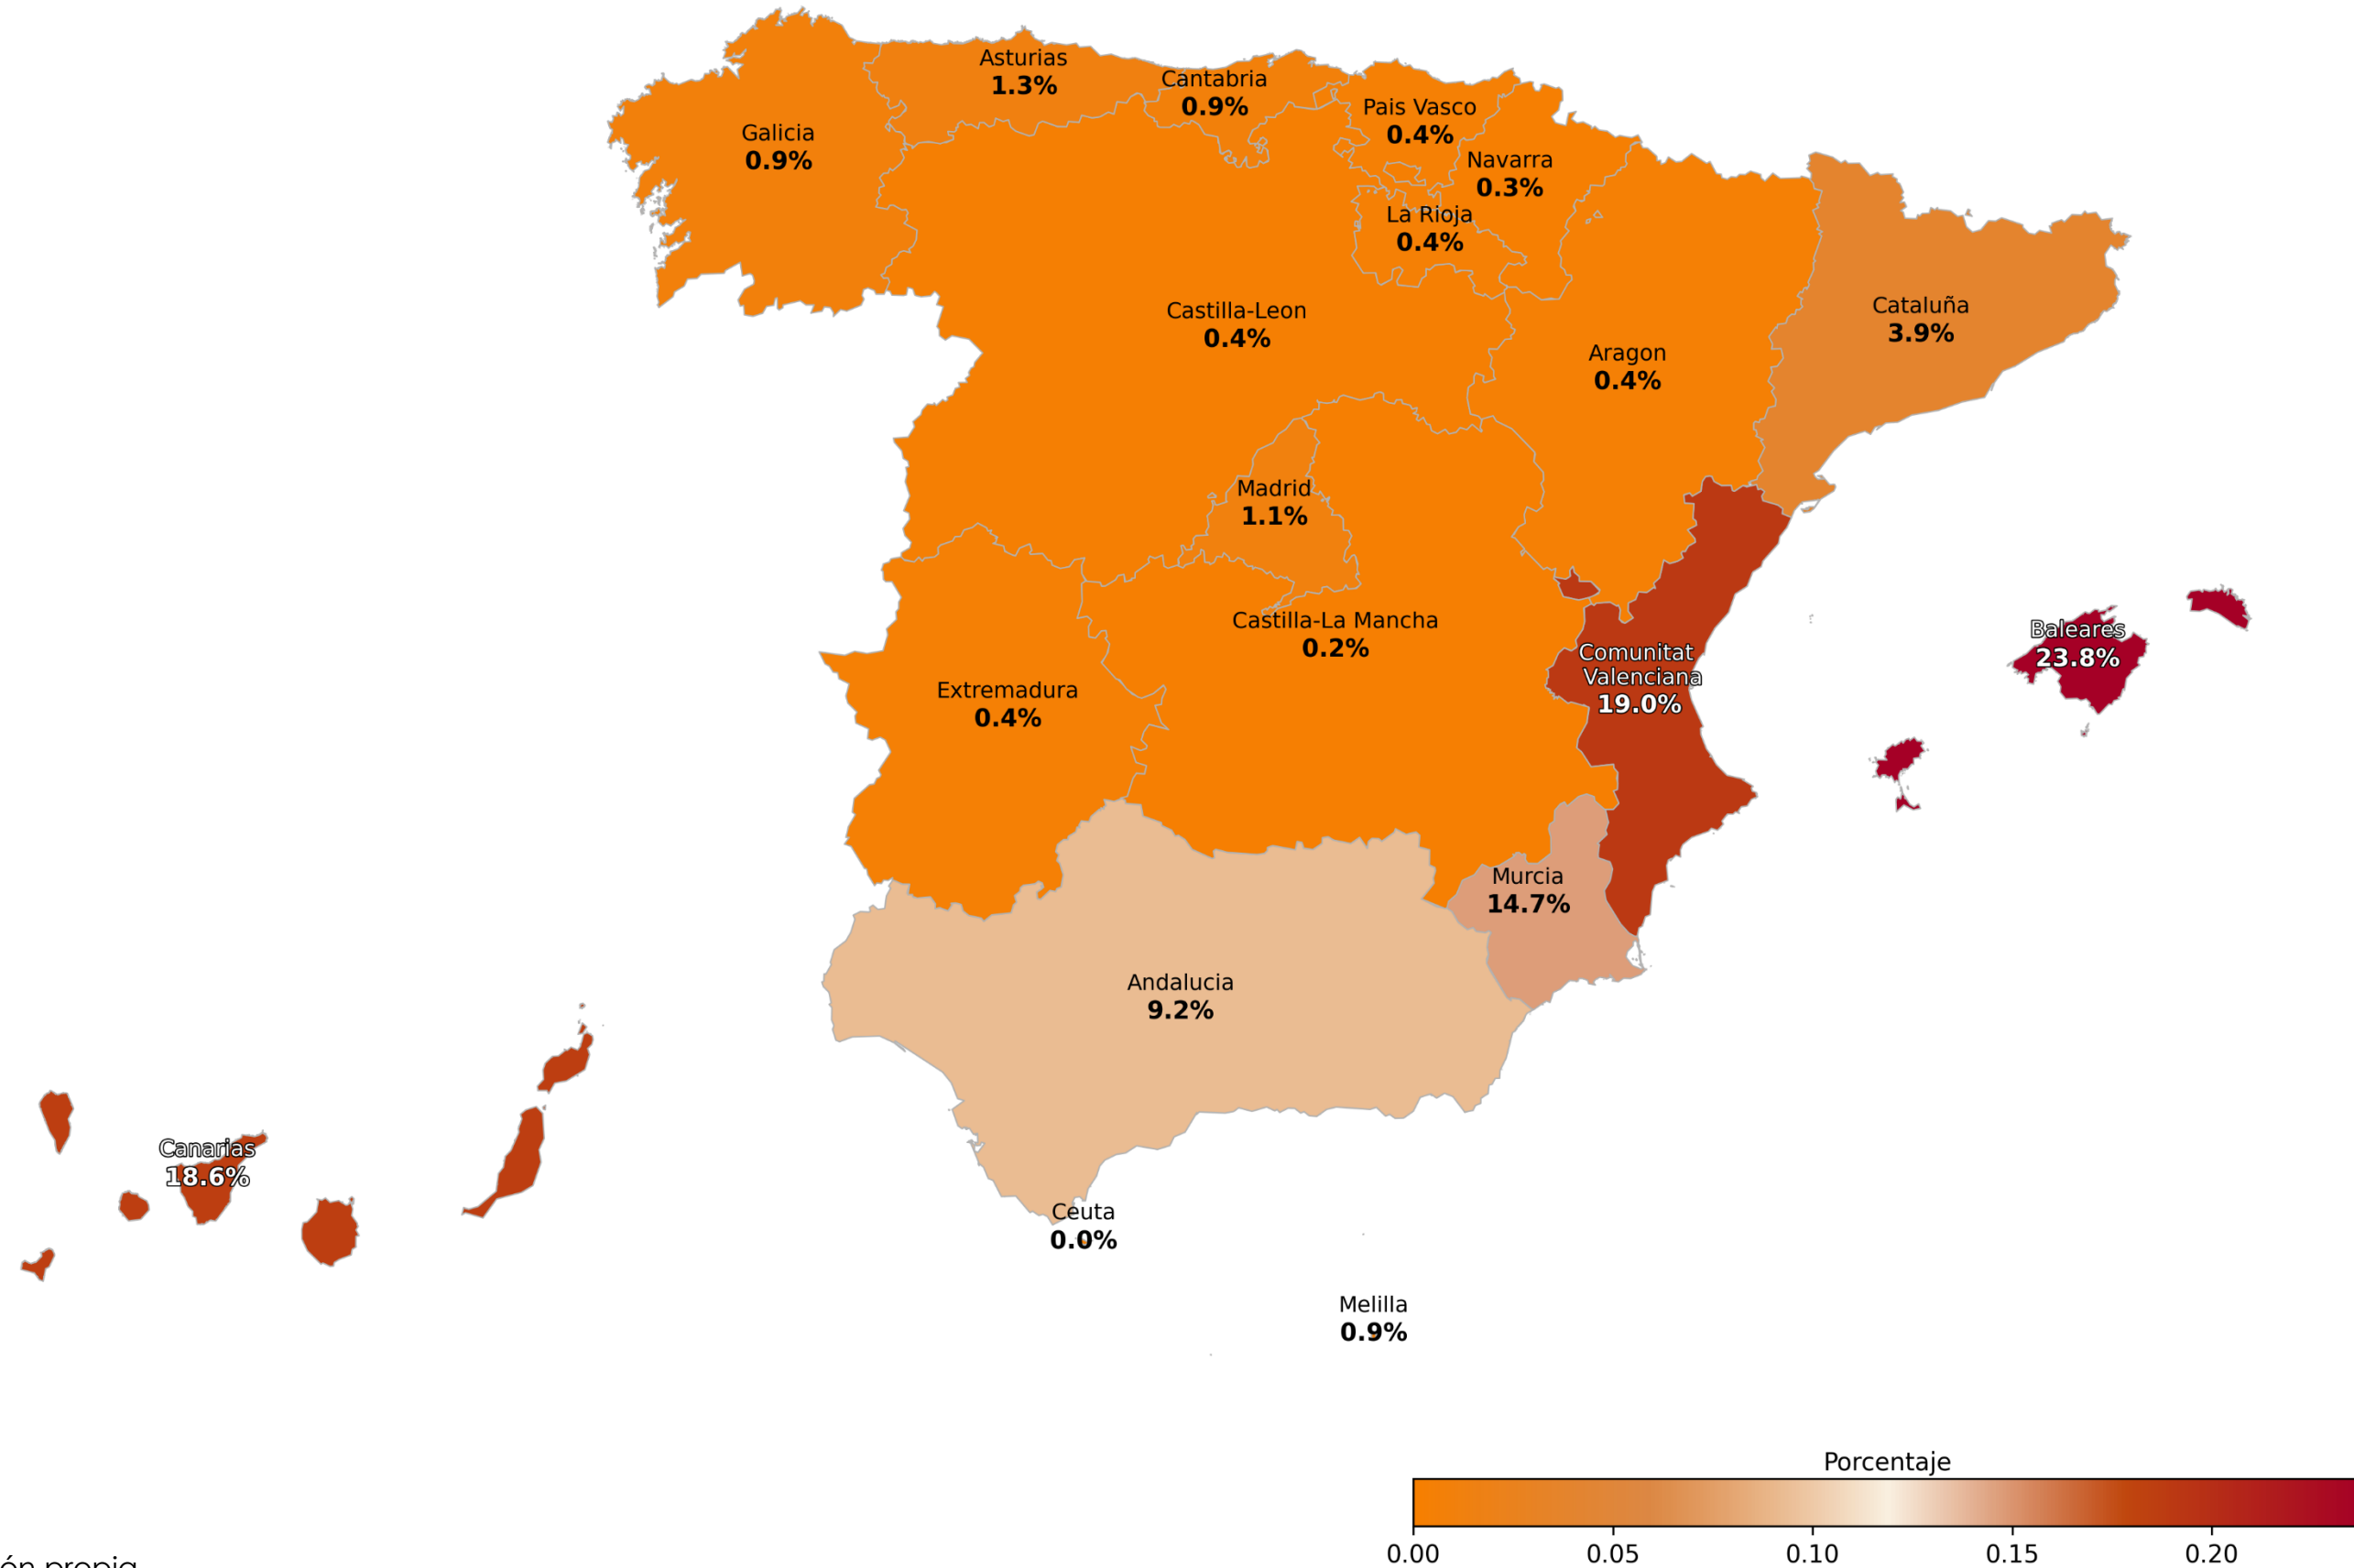 Asturias
1.3%
Cantabria
0.9%
Pais Vasco
0.4%
Galicia
0.9%
Navarra
0.3%
La Rioja
0.4%
Castilla-Leon
0.4%
Cataluña
3.9%
Aragon
0.4%
Madrid
1.1%
Castilla-La Mancha
0.2%
Baleares
23.8%
Comunitat
Valenciana
19.0%
Extremadura
0.4%
Murcia
14.7%
Andalucia
9.2%
Canarias
18.6%
Ceuta
0.0%
Melilla
0.9%
Porcentaje
0.00 0.05 0.10 0.15 0.20
ón propia